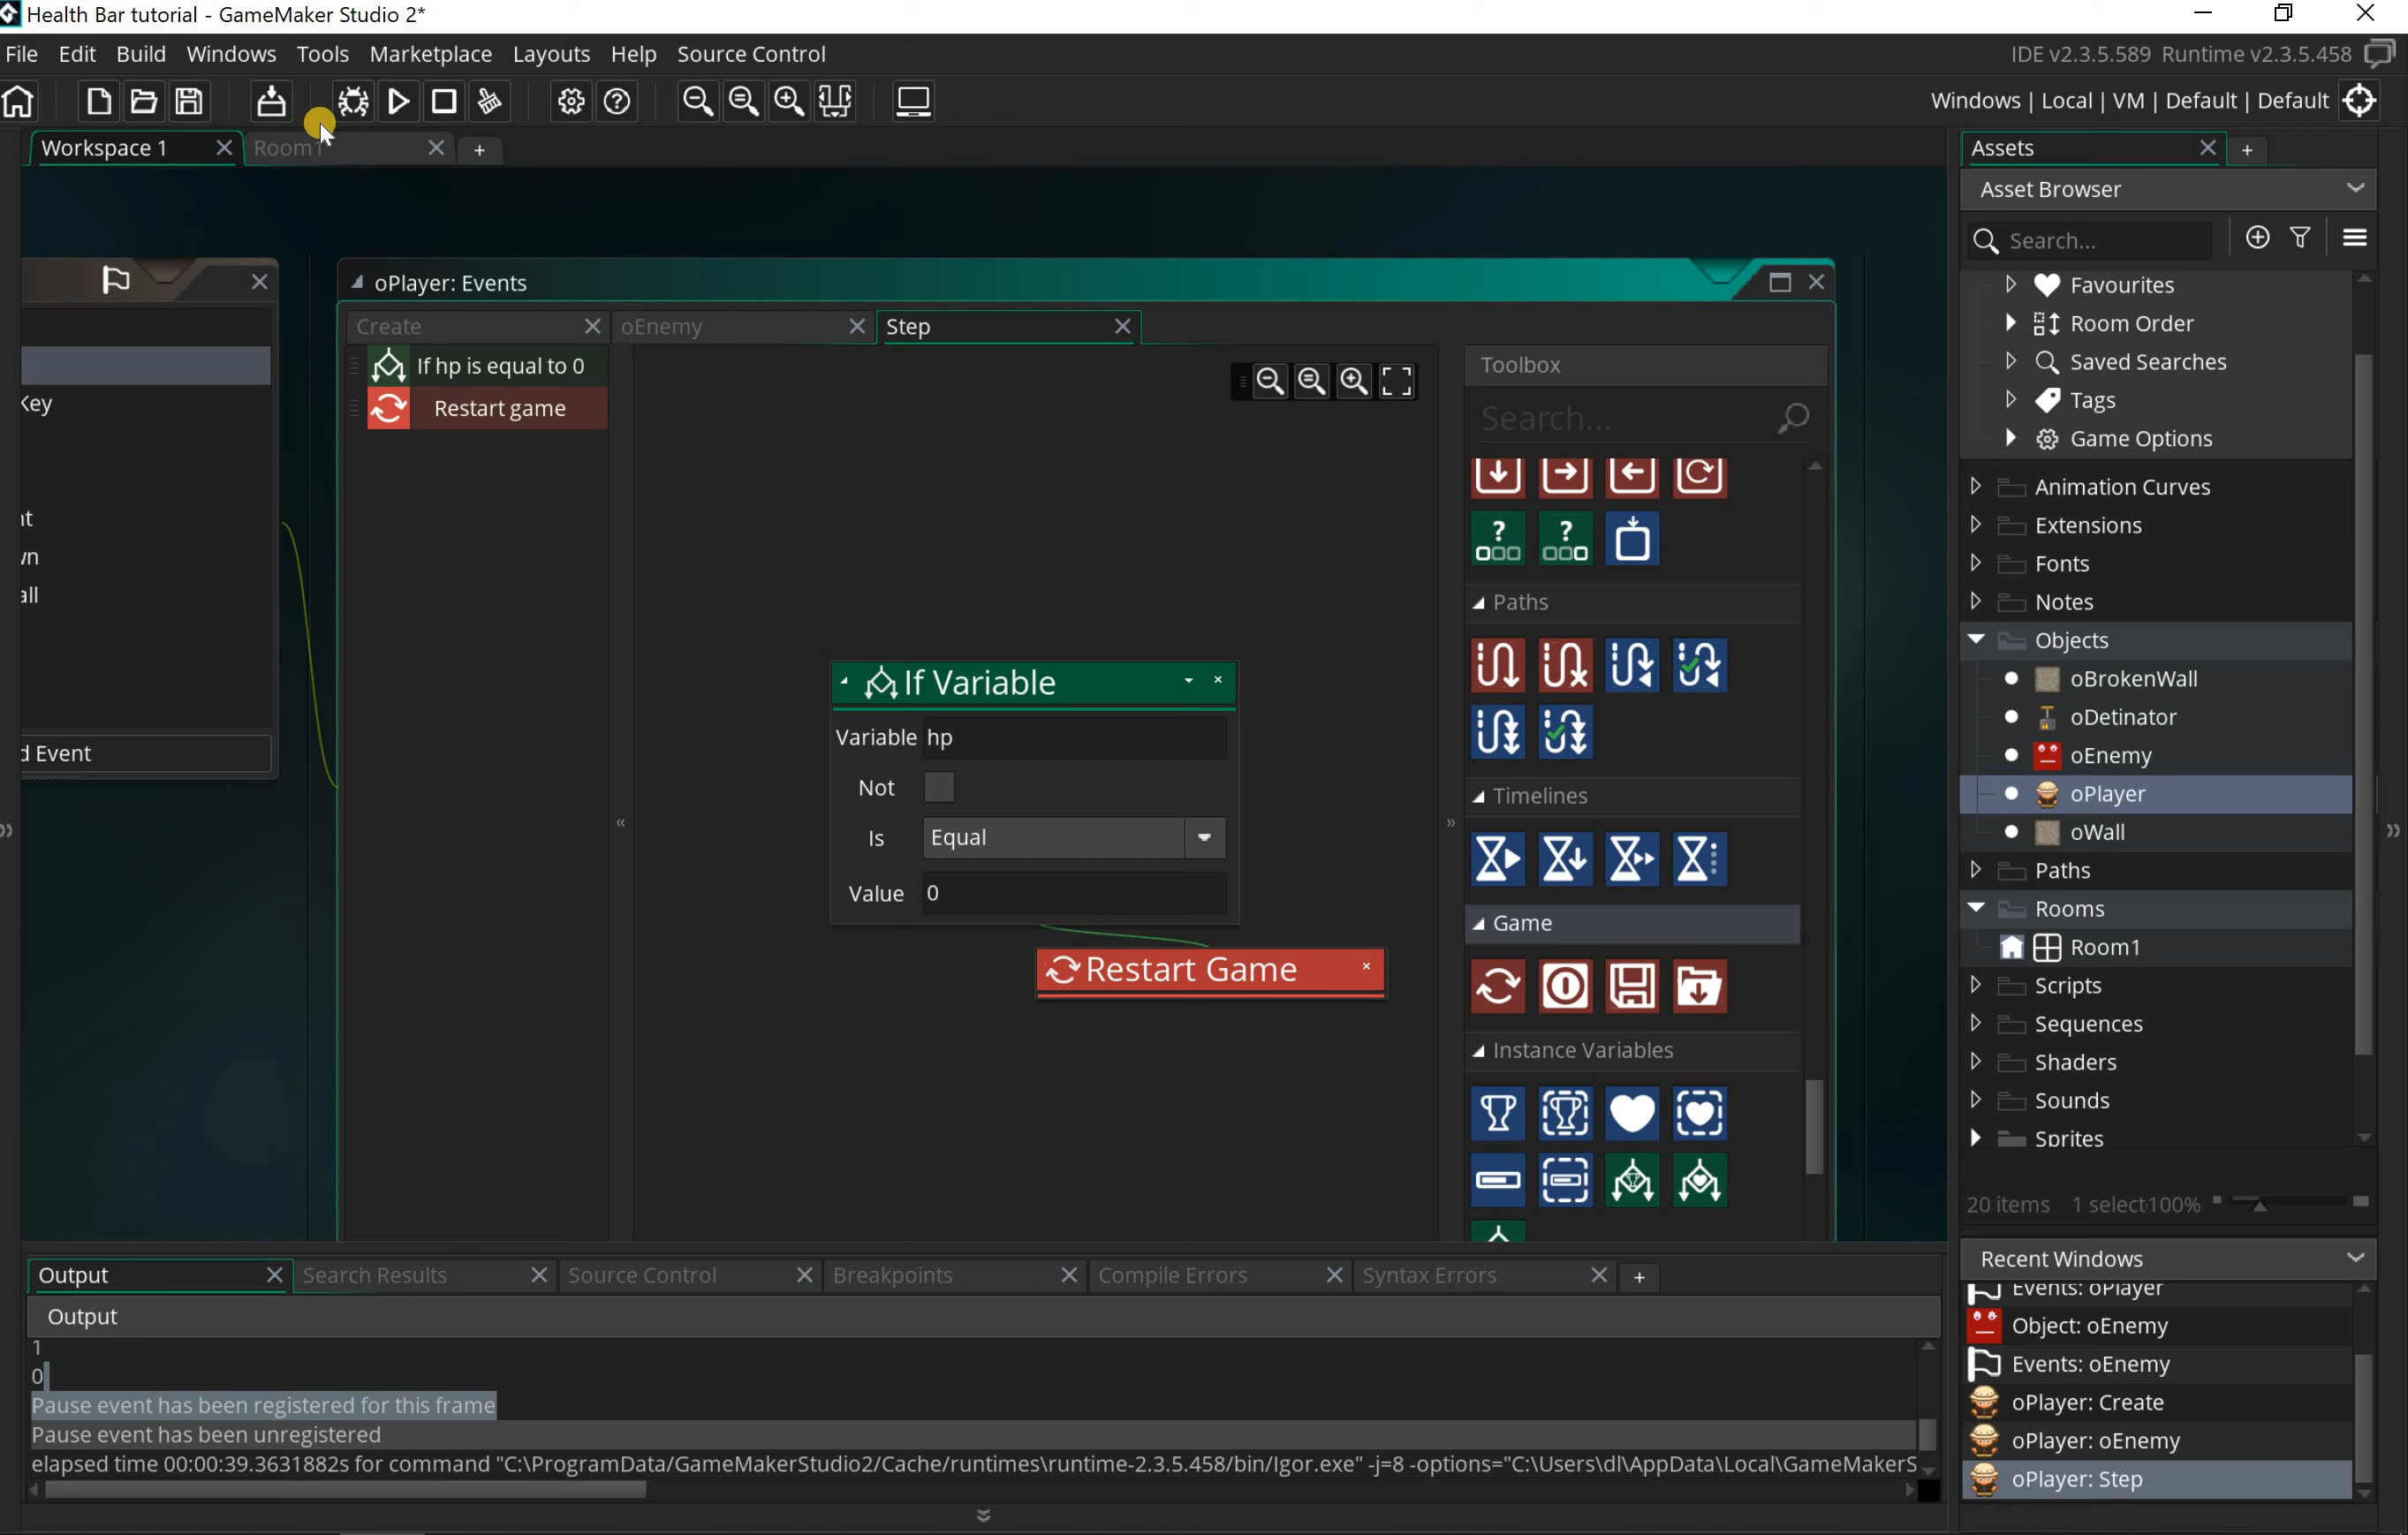 Health Bar tutorial - GameMaker Studio 2*
File Edit Build Windows Tools Marketplace Layouts Help Source Control
IDE v2.3.5.589 Runtime v2.3.5.458
Windows | Local | VM | Default | Default
Workspace 1
Room1
+
Assets
+
Asset Browser
Search...
Favourites
Room Order
Saved Searches
Tags
Game Options
Animation Curves
Extensions
Fonts
Notes
Objects
oBrokenWall
oDetinator
oEnemy
oPlayer
oWall
Paths
Rooms
Room1
Scripts
Sequences
Shaders
Sounds
Sprites
20 items 1 select 100%
Recent Windows
Events: oPlayer
Object: oEnemy
Events: oEnemy
oPlayer: Create
oPlayer: oEnemy
oPlayer: Step
Key
nt
wn
all
d Event
oPlayer: Events
Create
oEnemy
Step
If hp is equal to 0
Restart game
If Variable
Variable hp
Not
Is Equal
Value 0
Restart Game
Toolbox
Search...
Paths
Timelines
Game
Instance Variables
Output
Search Results
Source Control
Breakpoints
Compile Errors
Syntax Errors
+
Output
1
0
Pause event has been registered for this frame
Pause event has been unregistered
elapsed time 00:00:39.3631882s for command "C:\ProgramData/GameMakerStudio2/Cache/runtimes\runtime-2.3.5.458/bin/Igor.exe" -j=8 -options="C:\Users\dl\AppData\Local\GameMakerS